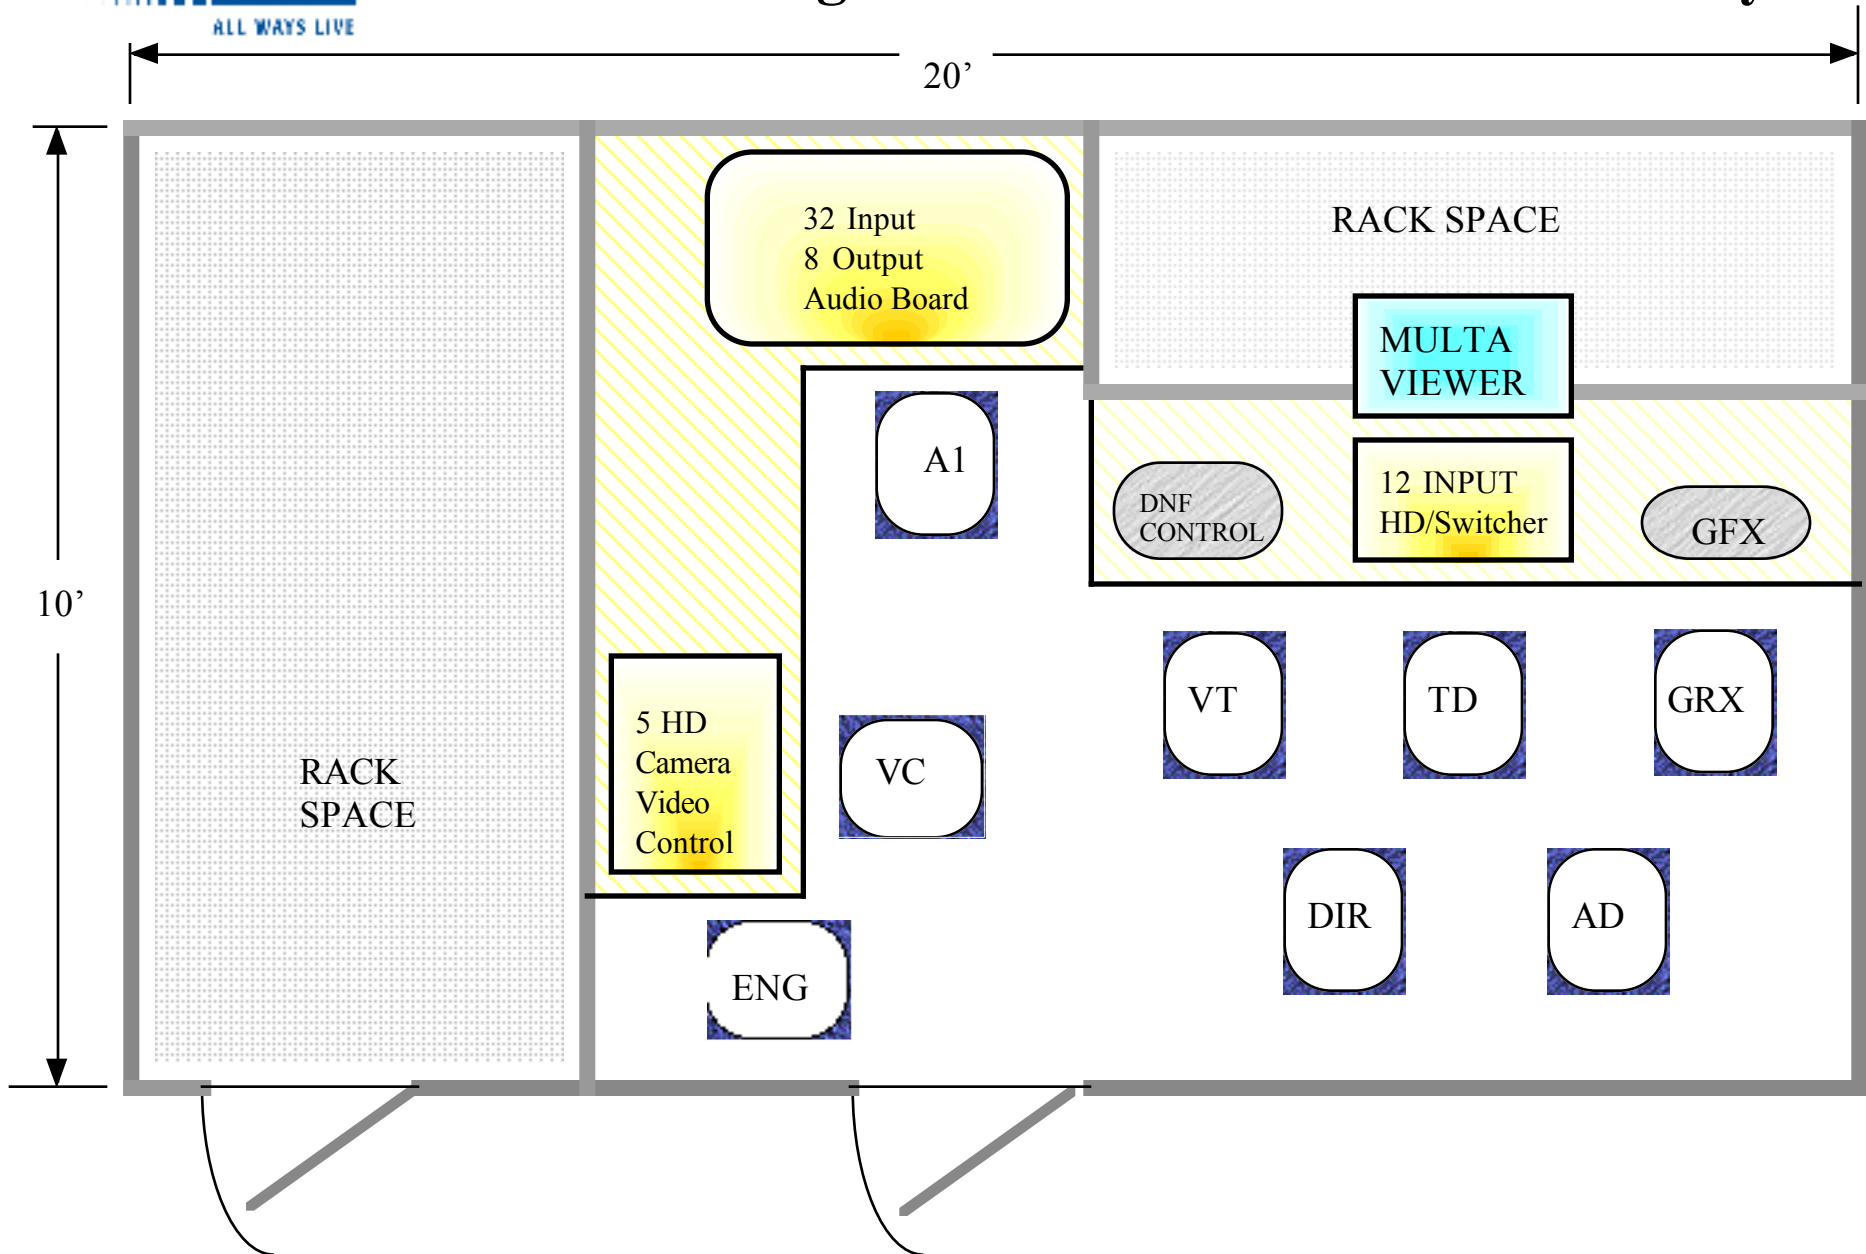 ALL WAYS LIVE
20’
10’
32 Input
8 Output
Audio Board
RACK SPACE
MULTA
VIEWER
A1
DNF
CONTROL
12 INPUT
HD/Switcher
GFX
VT
TD
GRX
5 HD
Camera
Video
Control
VC
RACK
SPACE
DIR
AD
ENG